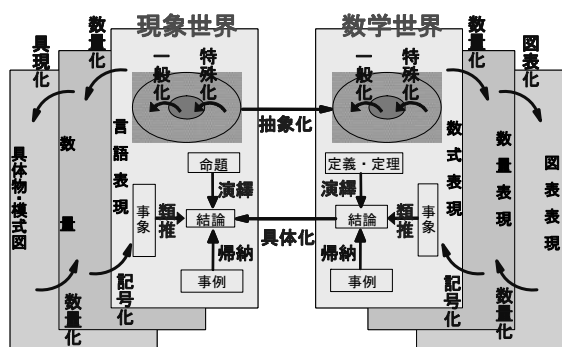 現象世界
数学世界
具現化
数量化
数量化
図表化
一般化
特殊化
一般化
特殊化
抽象化
具体物・模式図
数量
言語表現
数式表現
数量表現
図表表現
命題
定義・定理
演繹
演繹
事象
類推
結論
具体化
結論
類推
事象
帰納
帰納
事例
事例
記号化
数量化
記号化
数量化